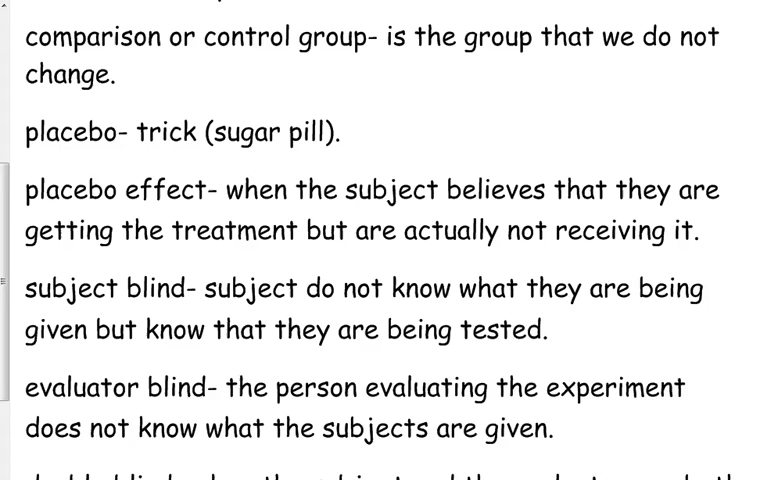 comparison or control group- is the group that we do not
change.
placebo- trick (sugar pill).
placebo effect- when the subject believes that they are
getting the treatment but are actually not receiving it.
subject blind- subject do not know what they are being
given but know that they are being tested.
evaluator blind- the person evaluating the experiment
does not know what the subjects are given.